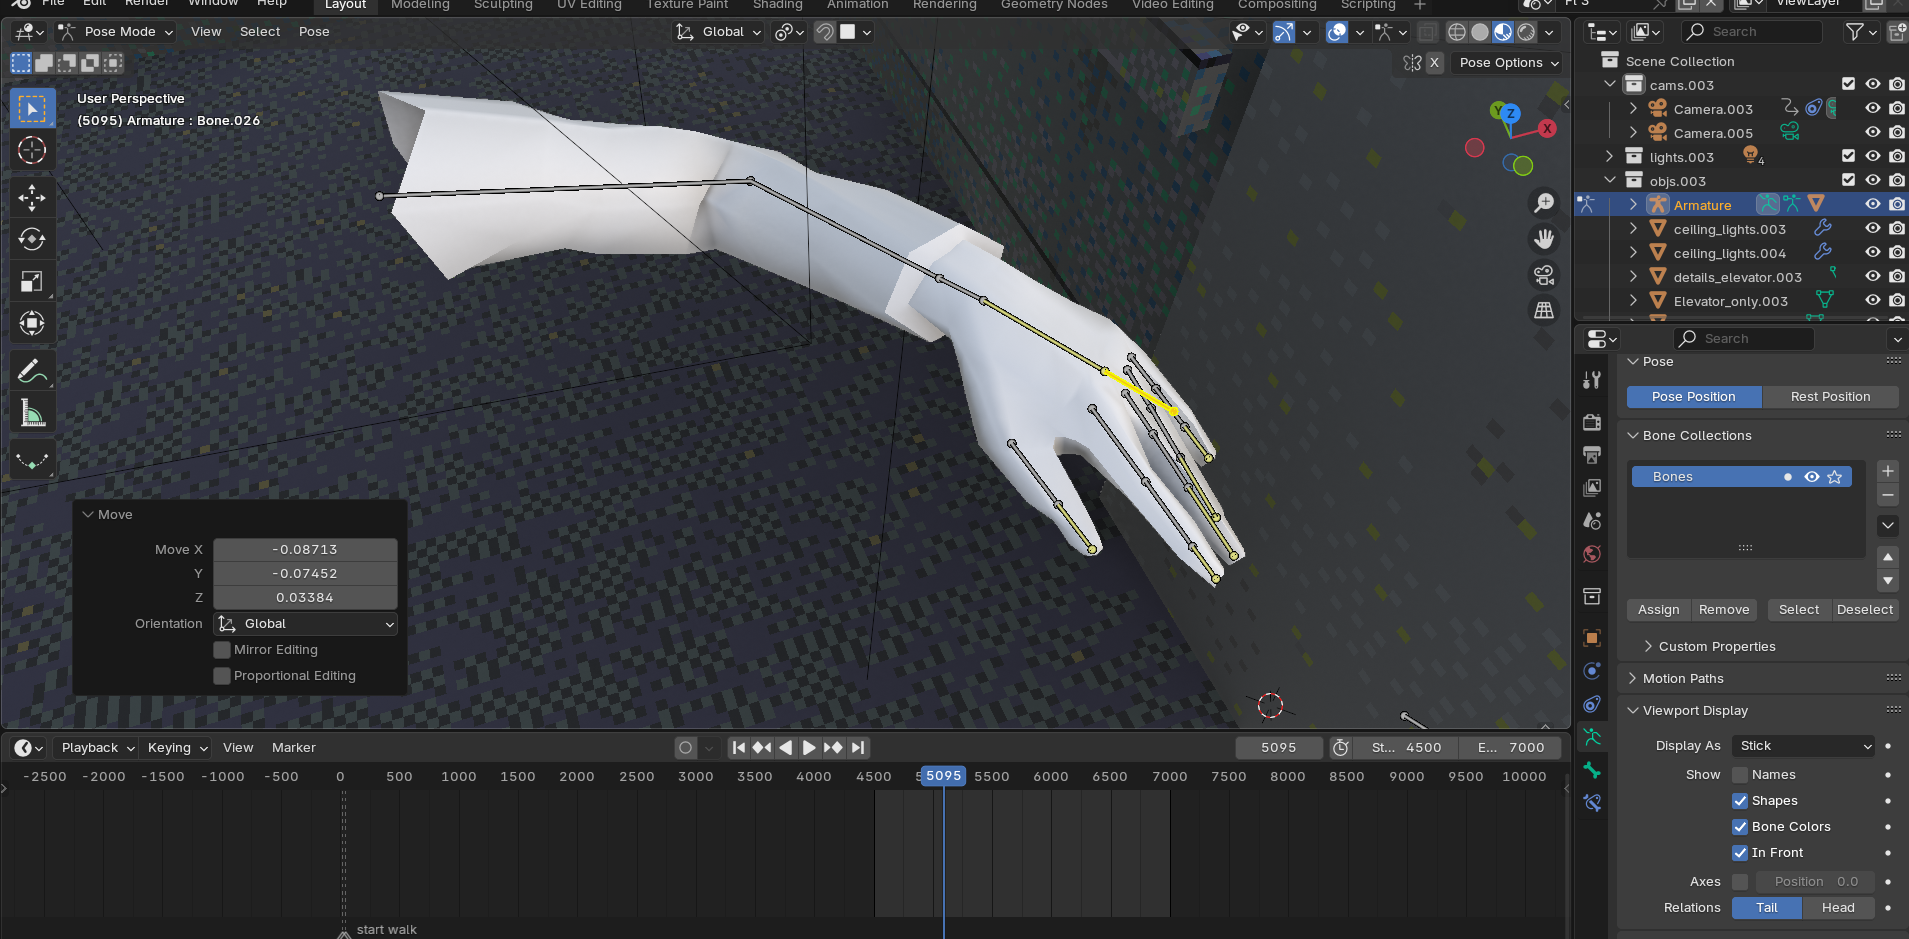 File Edit Render Window Help Layout Modeling Sculpting UV Editing Texture Paint Shading Animation Rendering Geometry Nodes Video Editing Compositing Scripting + ViewLayer
Pose Mode View Select Pose Global Search
X Pose Options
User Perspective
(5095) Armature : Bone.026
Y Z X
Scene Collection
cams.003
Camera.003
Camera.005
lights.003 4
objs.003
Armature
ceiling_lights.003
ceiling_lights.004
details_elevator.003
Elevator_only.003
Search
Pose
Pose Position Rest Position
Bone Collections
Bones
Assign Remove Select Deselect
Custom Properties
Motion Paths
Viewport Display
Display As Stick
Show Names
Shapes
Bone Colors
In Front
Axes Position 0.0
Relations Tail Head
Move
Move X -0.08713
Y -0.07452
Z 0.03384
Orientation Global
Mirror Editing
Proportional Editing
Playback Keying View Marker 5095 St... 4500 E... 7000
-2500 -2000 -1500 -1000 -500 0 500 1000 1500 2000 2500 3000 3500 4000 4500 5095 5500 6000 6500 7000 7500 8000 8500 9000 9500 10000
start walk